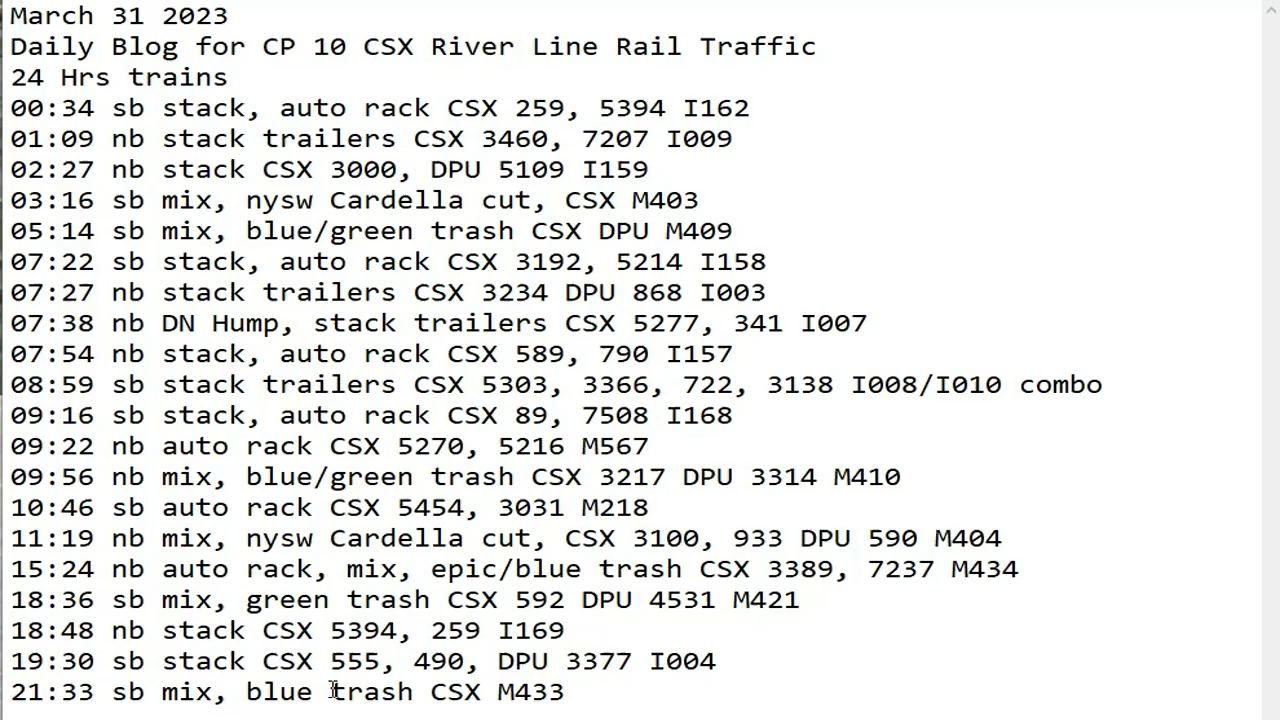 March 31 2023
Daily Blog for CP 10 CSX River Line Rail Traffic
24 Hrs trains
00:34 sb stack, auto rack CSX 259, 5394 I162
01:09 nb stack trailers CSX 3460, 7207 I009
02:27 nb stack CSX 3000, DPU 5109 I159
03:16 sb mix, nysw Cardella cut, CSX M403
05:14 sb mix, blue/green trash CSX DPU M409
07:22 sb stack, auto rack CSX 3192, 5214 I158
07:27 nb stack trailers CSX 3234 DPU 868 I003
07:38 nb DN Hump, stack trailers CSX 5277, 341 I007
07:54 nb stack, auto rack CSX 589, 790 I157
08:59 sb stack trailers CSX 5303, 3366, 722, 3138 I008/I010 combo
09:16 sb stack, auto rack CSX 89, 7508 I168
09:22 nb auto rack CSX 5270, 5216 M567
09:56 nb mix, blue/green trash CSX 3217 DPU 3314 M410
10:46 sb auto rack CSX 5454, 3031 M218
11:19 nb mix, nysw Cardella cut, CSX 3100, 933 DPU 590 M404
15:24 nb auto rack, mix, epic/blue trash CSX 3389, 7237 M434
18:36 sb mix, green trash CSX 592 DPU 4531 M421
18:48 nb stack CSX 5394, 259 I169
19:30 sb stack CSX 555, 490, DPU 3377 I004
21:33 sb mix, blue trash CSX M433